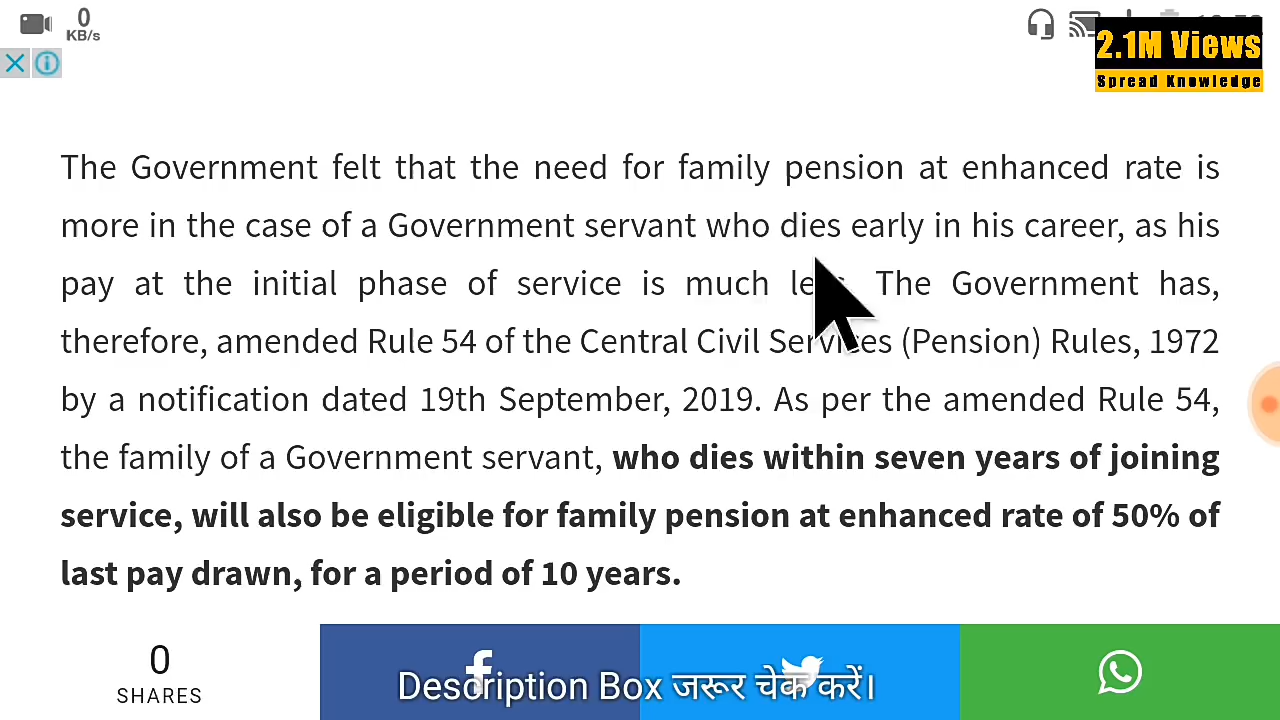 0
KB/s
2.1M Views
Spread Knowledge
The Government felt that the need for family pension at enhanced rate is
more in the case of a Government servant who dies early in his career, as his
pay at the initial phase of service is much The Government has,
therefore, amended Rule 54 of the Central Civil Services (Pension) Rules, 1972
by a notification dated 19th September, 2019. As per the amended Rule 54,
the family of a Government servant, who dies within seven years of joining
service, will also be eligible for family pension at enhanced rate of 50% of
last pay drawn, for a period of 10 years.
0
SHARES
Description Box जरूर चेक करें।